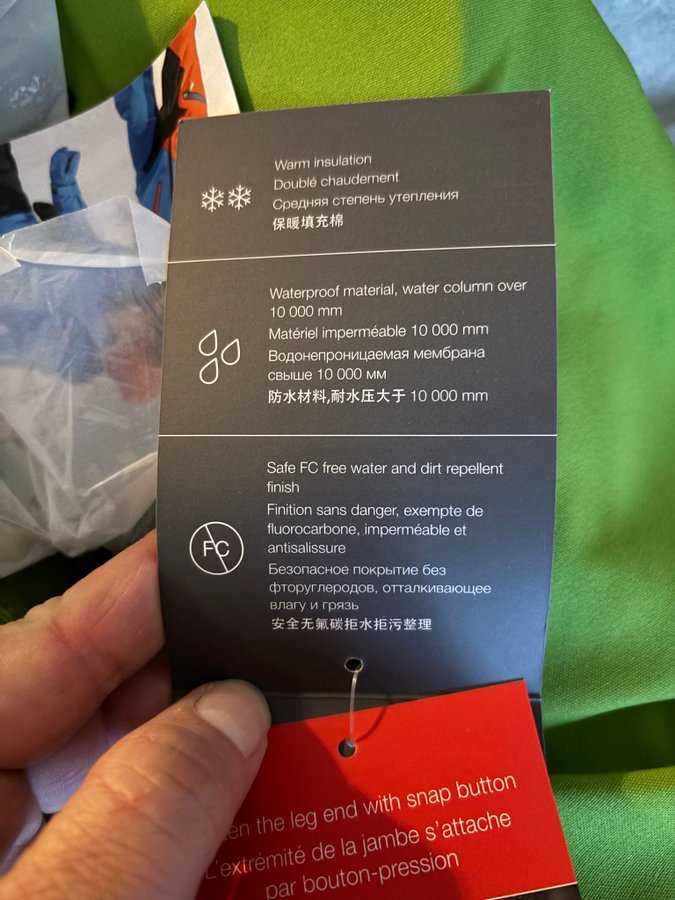 Warm insulation
Doublé chaudement
Средняя степень утепления
保暖填充棉
Waterproof material, water column over
10 000 mm
Matériel imperméable 10 000 mm
Водонепроницаемая мембрана
свыше 10 000 мм
防水材料,耐水压大于 10 000 mm
Safe FC free water and dirt repellent
finish
Finition sans danger, exempte de
fluorocarbone, imperméable et
antisalissure
FC
Безопасное покрытие без
фторуглеродов, отталкивающее
влагу и грязь
安全无氟碳拒水拒污整理
the leg end with snap button
L'extrémité de la jambe s'attache
par bouton-pression